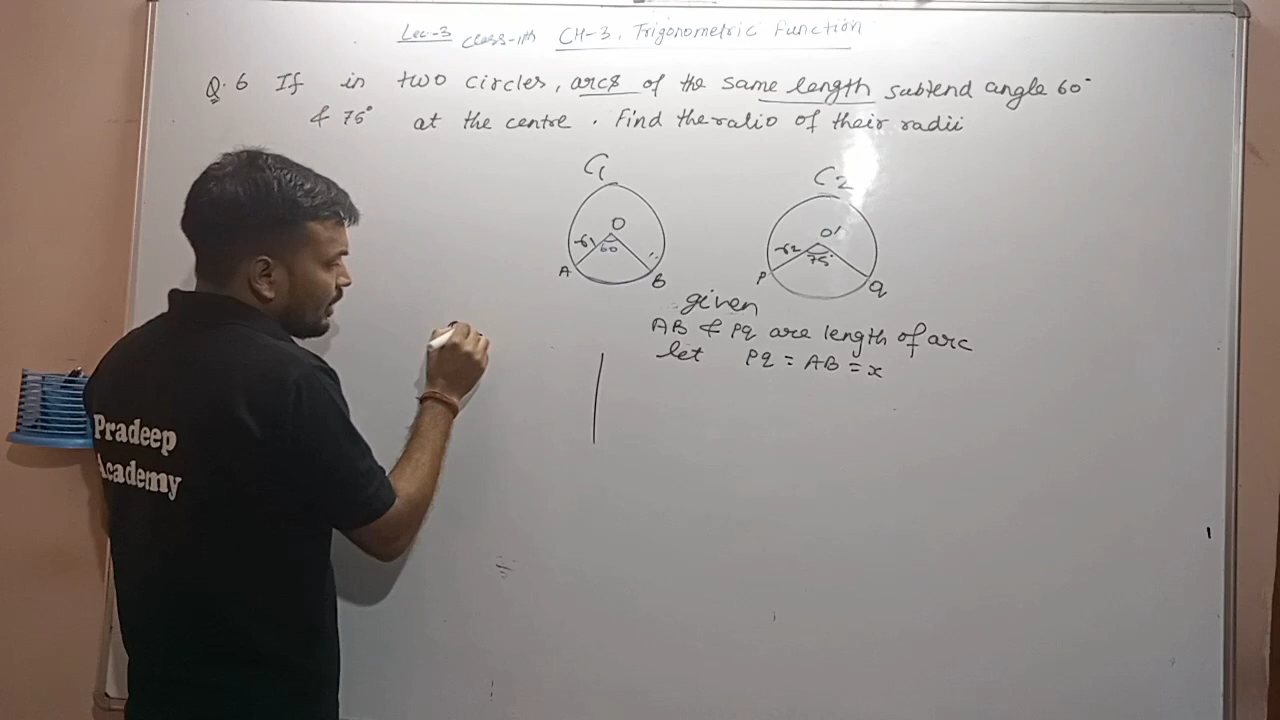 Lec-3 Class-11th CH-3, Trigonometric Function
Q.6 If in two circles, arcs of the same length subtend angle 60°
& 75° at the centre. Find the ratio of their radii
C1
C2
O
60
A
B
O'
75°
P
Q
given
AB & PQ are length of arc
let PQ = AB = x
Pradeep
Academy